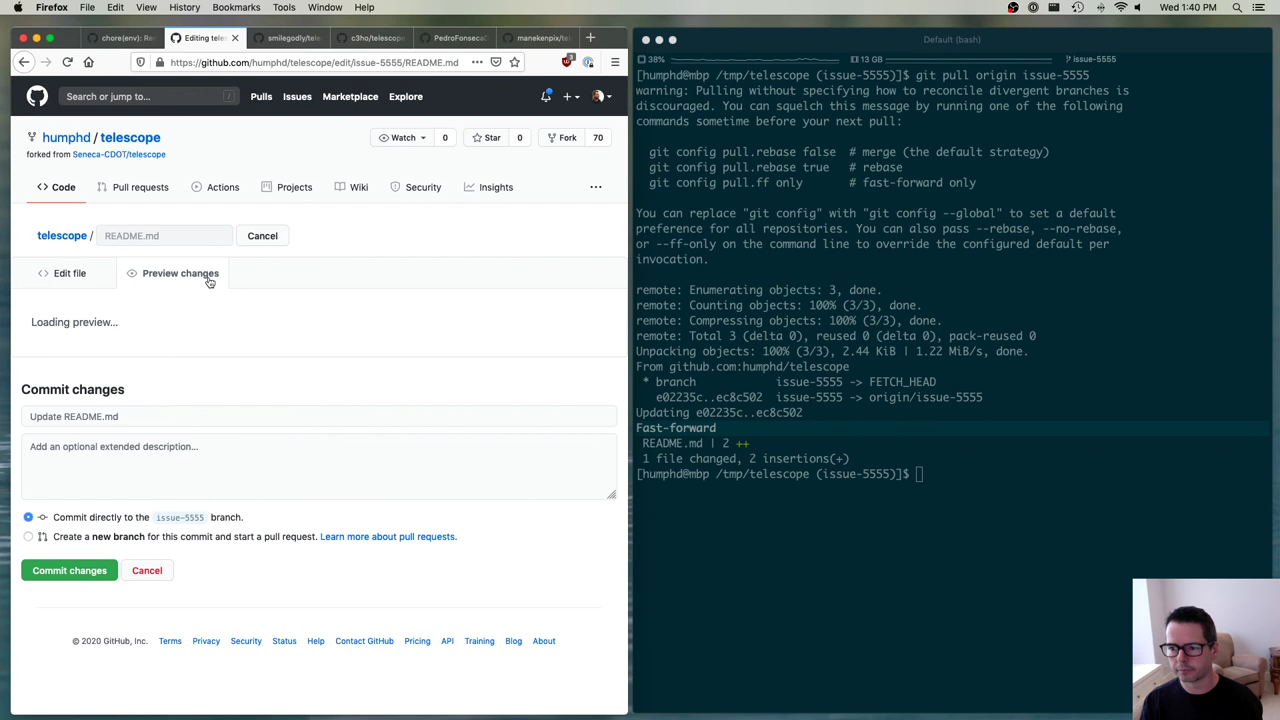 Firefox File Edit View History Bookmarks Tools Window Help
Wed 1:40 PM
chore(env): Re
Editing teles
smilegodly/tele
c3ho/telescope
PedroFonsecaC
manekenpix/tel
https://github.com/humphd/telescope/edit/issue-5555/README.md
Search or jump to...
/
Pulls Issues Marketplace Explore
humphd / telescope
forked from Seneca-CDOT/telescope
Watch 0 Star 0 Fork 70
Code Pull requests Actions Projects Wiki Security Insights
telescope / README.md Cancel
Edit file Preview changes
Loading preview...
Commit changes
Update README.md
Add an optional extended description...
Commit directly to the issue-5555 branch.
Create a new branch for this commit and start a pull request. Learn more about pull requests.
Commit changes Cancel
© 2020 GitHub, Inc. Terms Privacy Security Status Help Contact GitHub Pricing API Training Blog About
Default (bash)
38% 13 GB issue-5555
[humphd@mbp /tmp/telescope (issue-5555)]$ git pull origin issue-5555
warning: Pulling without specifying how to reconcile divergent branches is
discouraged. You can squelch this message by running one of the following
commands sometime before your next pull:
git config pull.rebase false # merge (the default strategy)
git config pull.rebase true # rebase
git config pull.ff only # fast-forward only
You can replace "git config" with "git config --global" to set a default
preference for all repositories. You can also pass --rebase, --no-rebase,
or --ff-only on the command line to override the configured default per
invocation.
remote: Enumerating objects: 3, done.
remote: Counting objects: 100% (3/3), done.
remote: Compressing objects: 100% (3/3), done.
remote: Total 3 (delta 0), reused 0 (delta 0), pack-reused 0
Unpacking objects: 100% (3/3), 2.44 KiB | 1.22 MiB/s, done.
From github.com:humphd/telescope
* branch issue-5555 -> FETCH_HEAD
e02235c..ec8c502 issue-5555 -> origin/issue-5555
Updating e02235c..ec8c502
Fast-forward
README.md | 2 ++
1 file changed, 2 insertions(+)
[humphd@mbp /tmp/telescope (issue-5555)]$